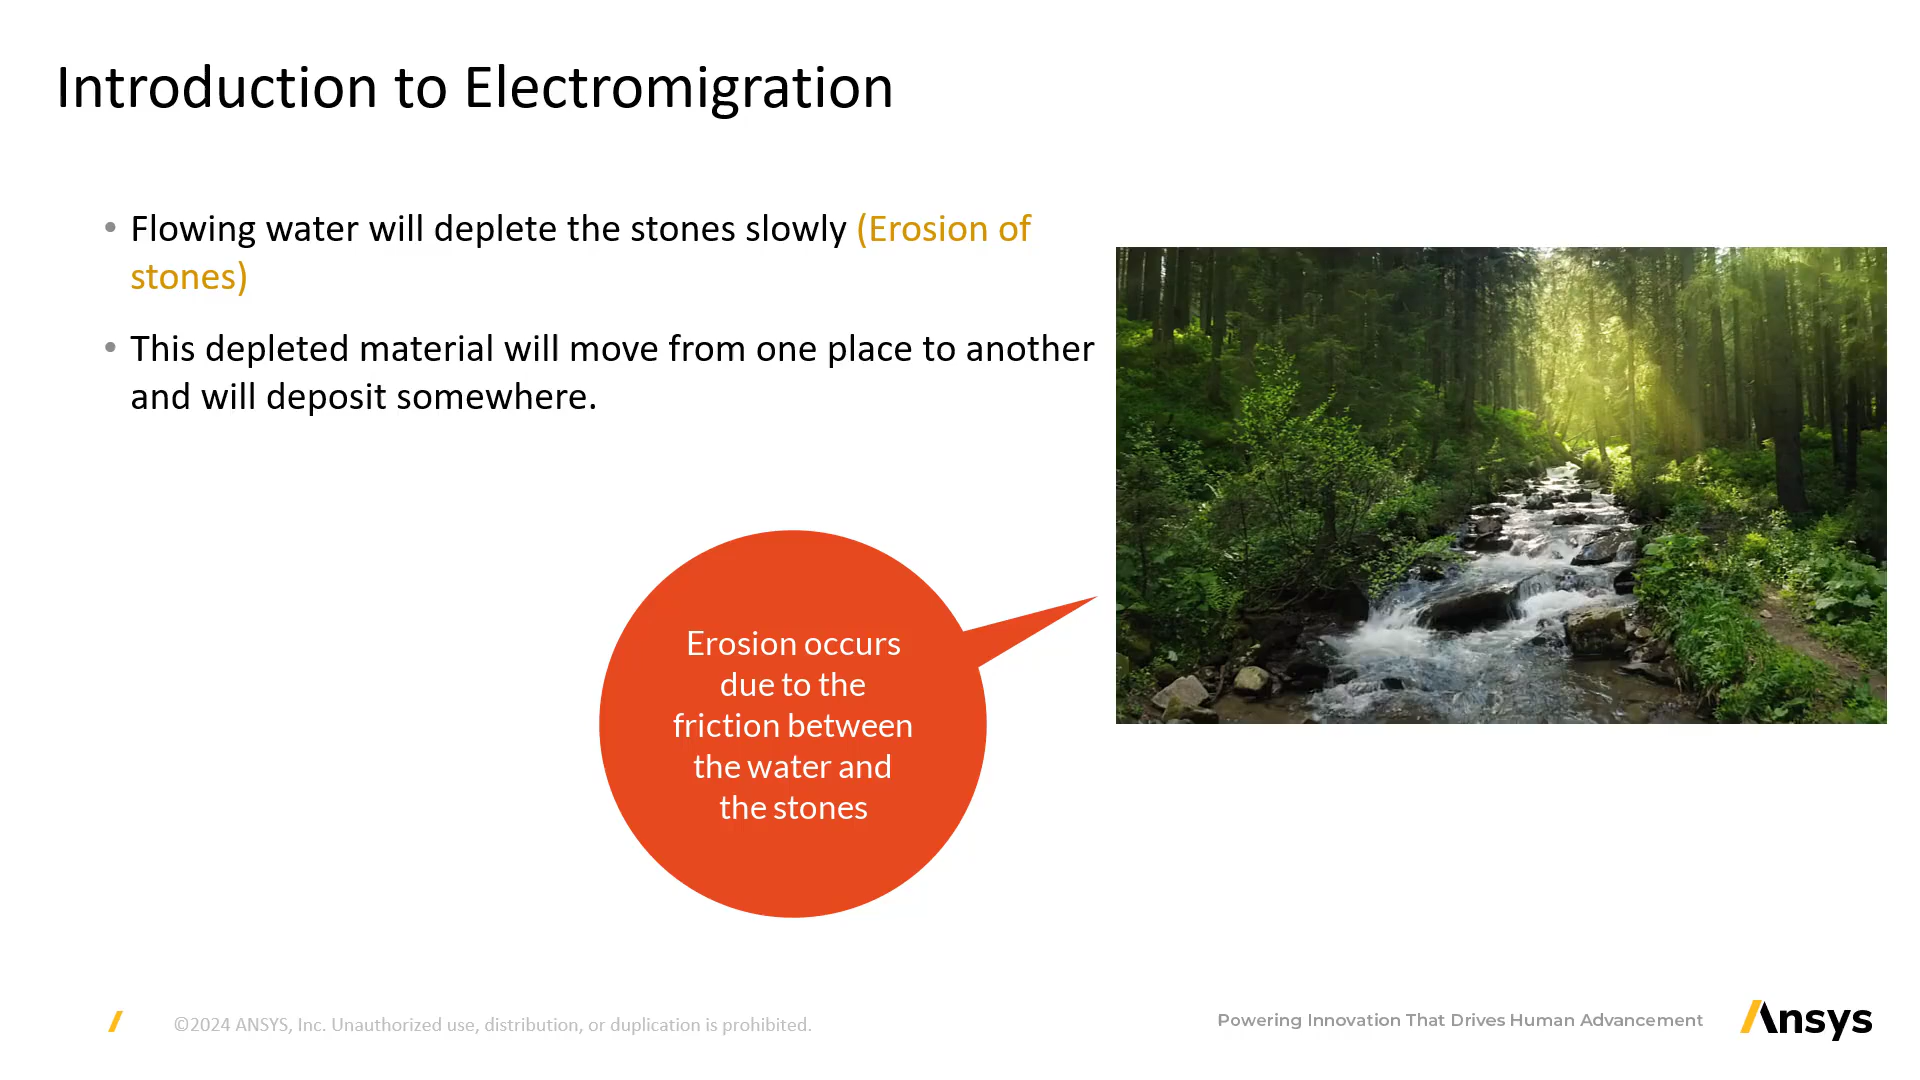 Introduction to Electromigration
• Flowing water will deplete the stones slowly (Erosion of
stones)
• This depleted material will move from one place to another
and will deposit somewhere.
Erosion occurs
due to the
friction between
the water and
the stones
©2024 ANSYS, Inc. Unauthorized use, distribution, or duplication is prohibited.
Powering Innovation That Drives Human Advancement
Ansys